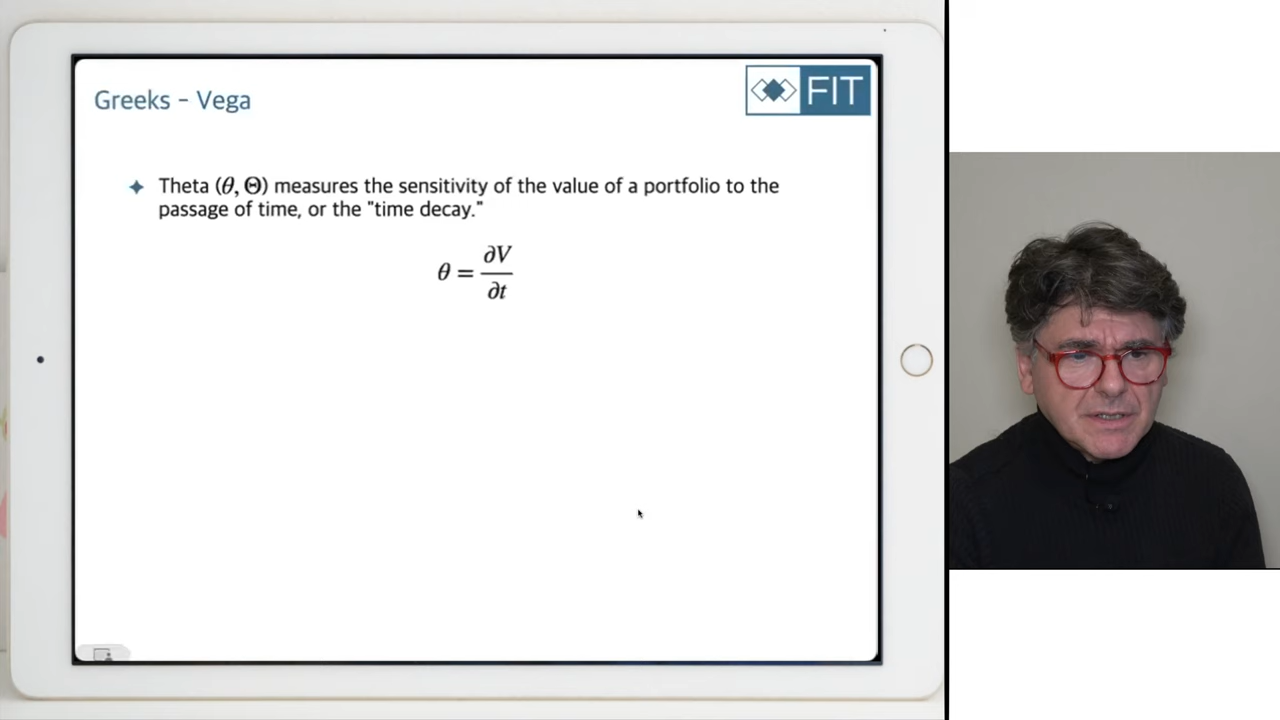 Greeks – Vega
FIT
Theta (θ, Θ) measures the sensitivity of the value of a portfolio to the
passage of time, or the "time decay."
θ = ∂V/∂t